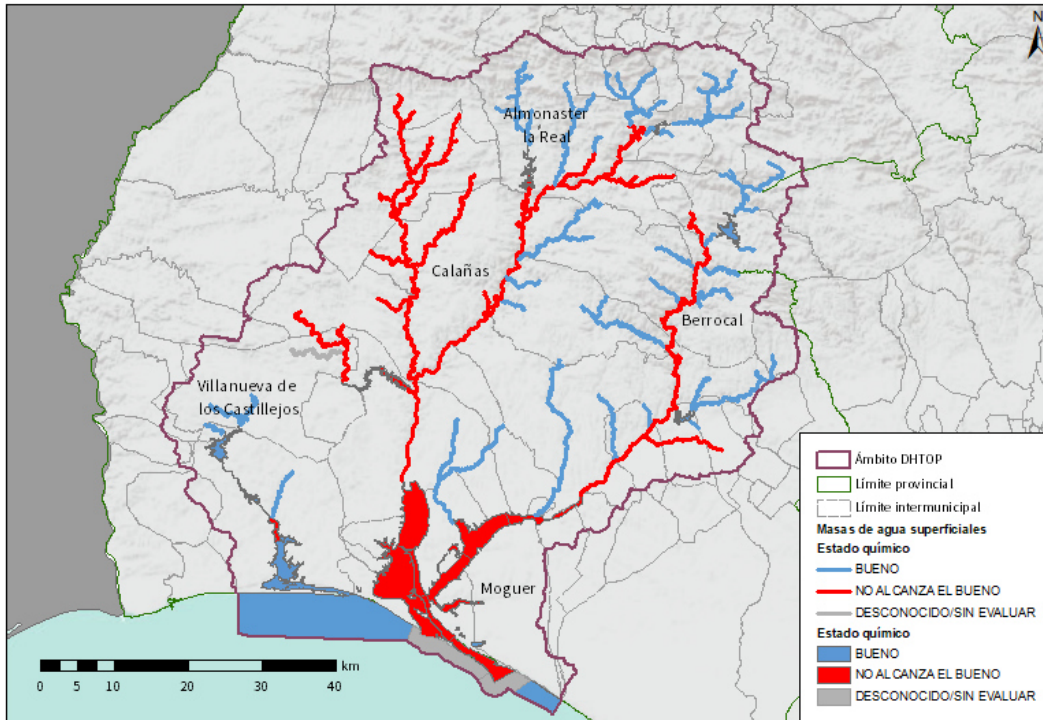 N
Almonaster
la Real
Calañas
Berrocal
Villanueva de
los Castillejos
Moguer
km
0 5 10 20 30 40
Ámbito DHTOP
Límite provincial
Límite intermunicipal
Masas de agua superficiales
Estado químico
BUENO
NO ALCANZA EL BUENO
DESCONOCIDO/SIN EVALUAR
Estado químico
BUENO
NO ALCANZA EL BUENO
DESCONOCIDO/SIN EVALUAR